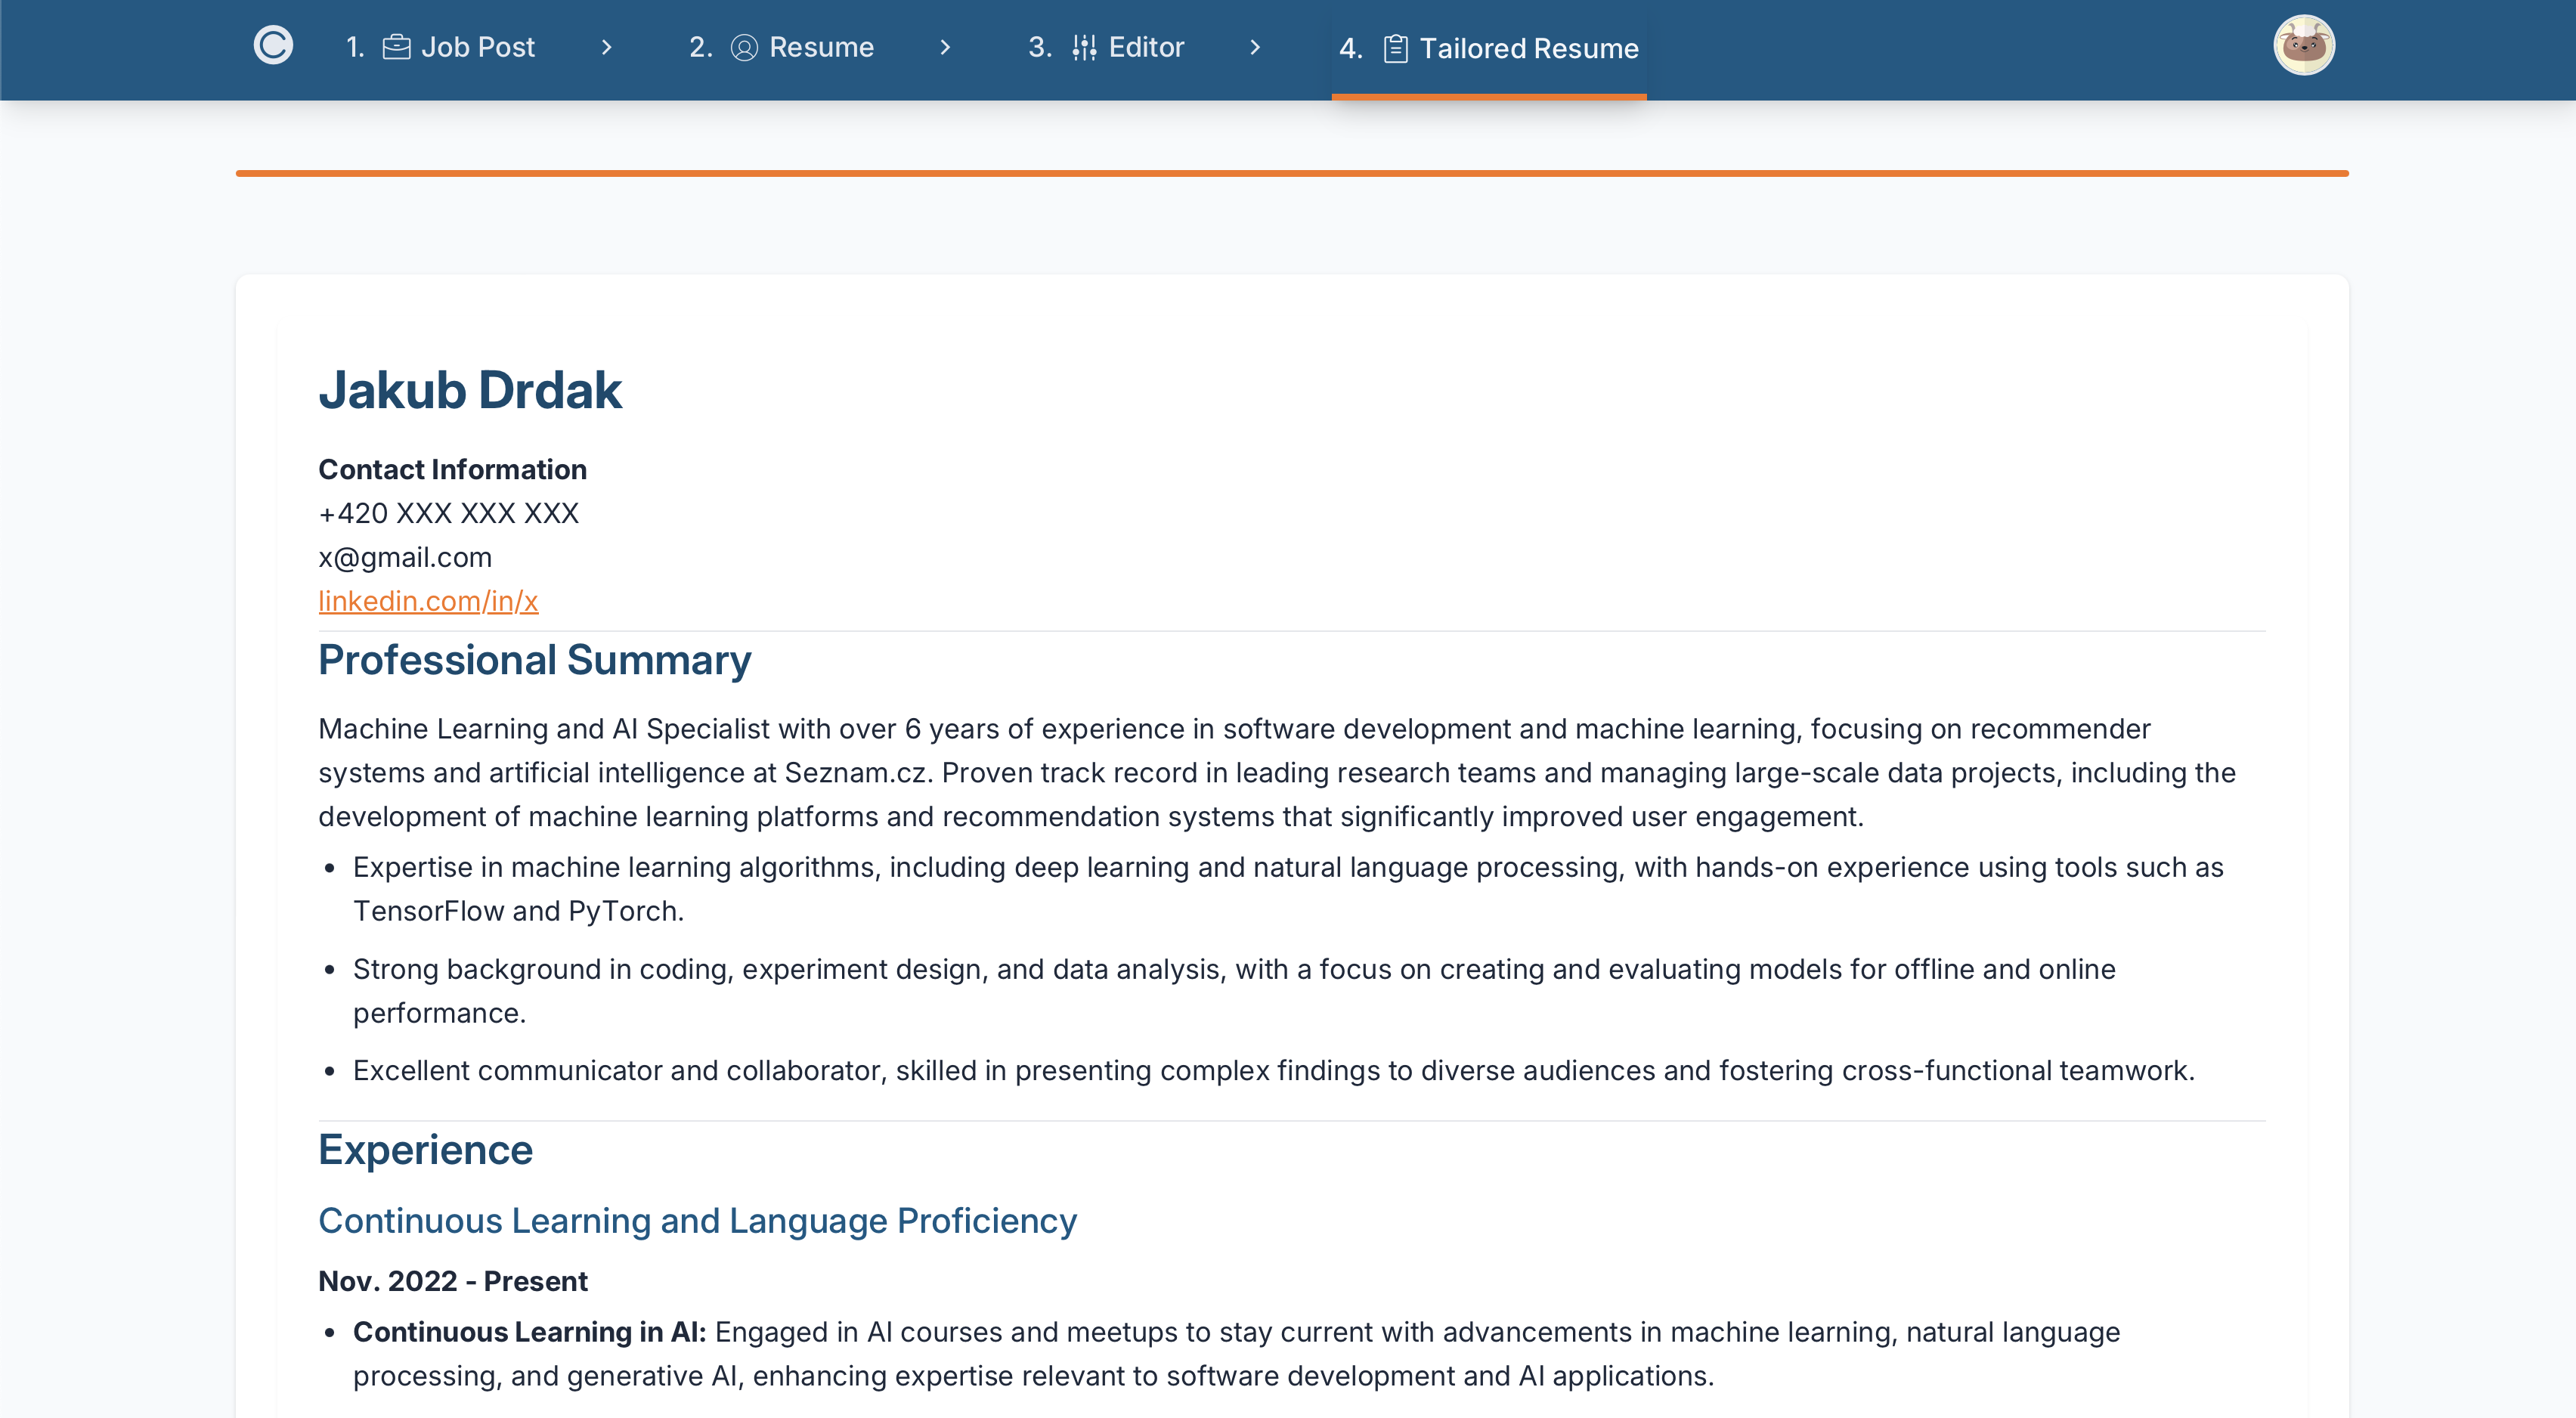 1. Job Post
2. Resume
3. Editor
4. Tailored Resume
Jakub Drdak
Contact Information
+420 XXX XXX XXX
x@gmail.com
linkedin.com/in/x
Professional Summary
Machine Learning and AI Specialist with over 6 years of experience in software development and machine learning, focusing on recommender
systems and artificial intelligence at Seznam.cz. Proven track record in leading research teams and managing large-scale data projects, including the
development of machine learning platforms and recommendation systems that significantly improved user engagement.
• Expertise in machine learning algorithms, including deep learning and natural language processing, with hands-on experience using tools such as
TensorFlow and PyTorch.
• Strong background in coding, experiment design, and data analysis, with a focus on creating and evaluating models for offline and online
performance.
• Excellent communicator and collaborator, skilled in presenting complex findings to diverse audiences and fostering cross-functional teamwork.
Experience
Continuous Learning and Language Proficiency
Nov. 2022 - Present
• Continuous Learning in AI: Engaged in AI courses and meetups to stay current with advancements in machine learning, natural language
processing, and generative AI, enhancing expertise relevant to software development and AI applications.